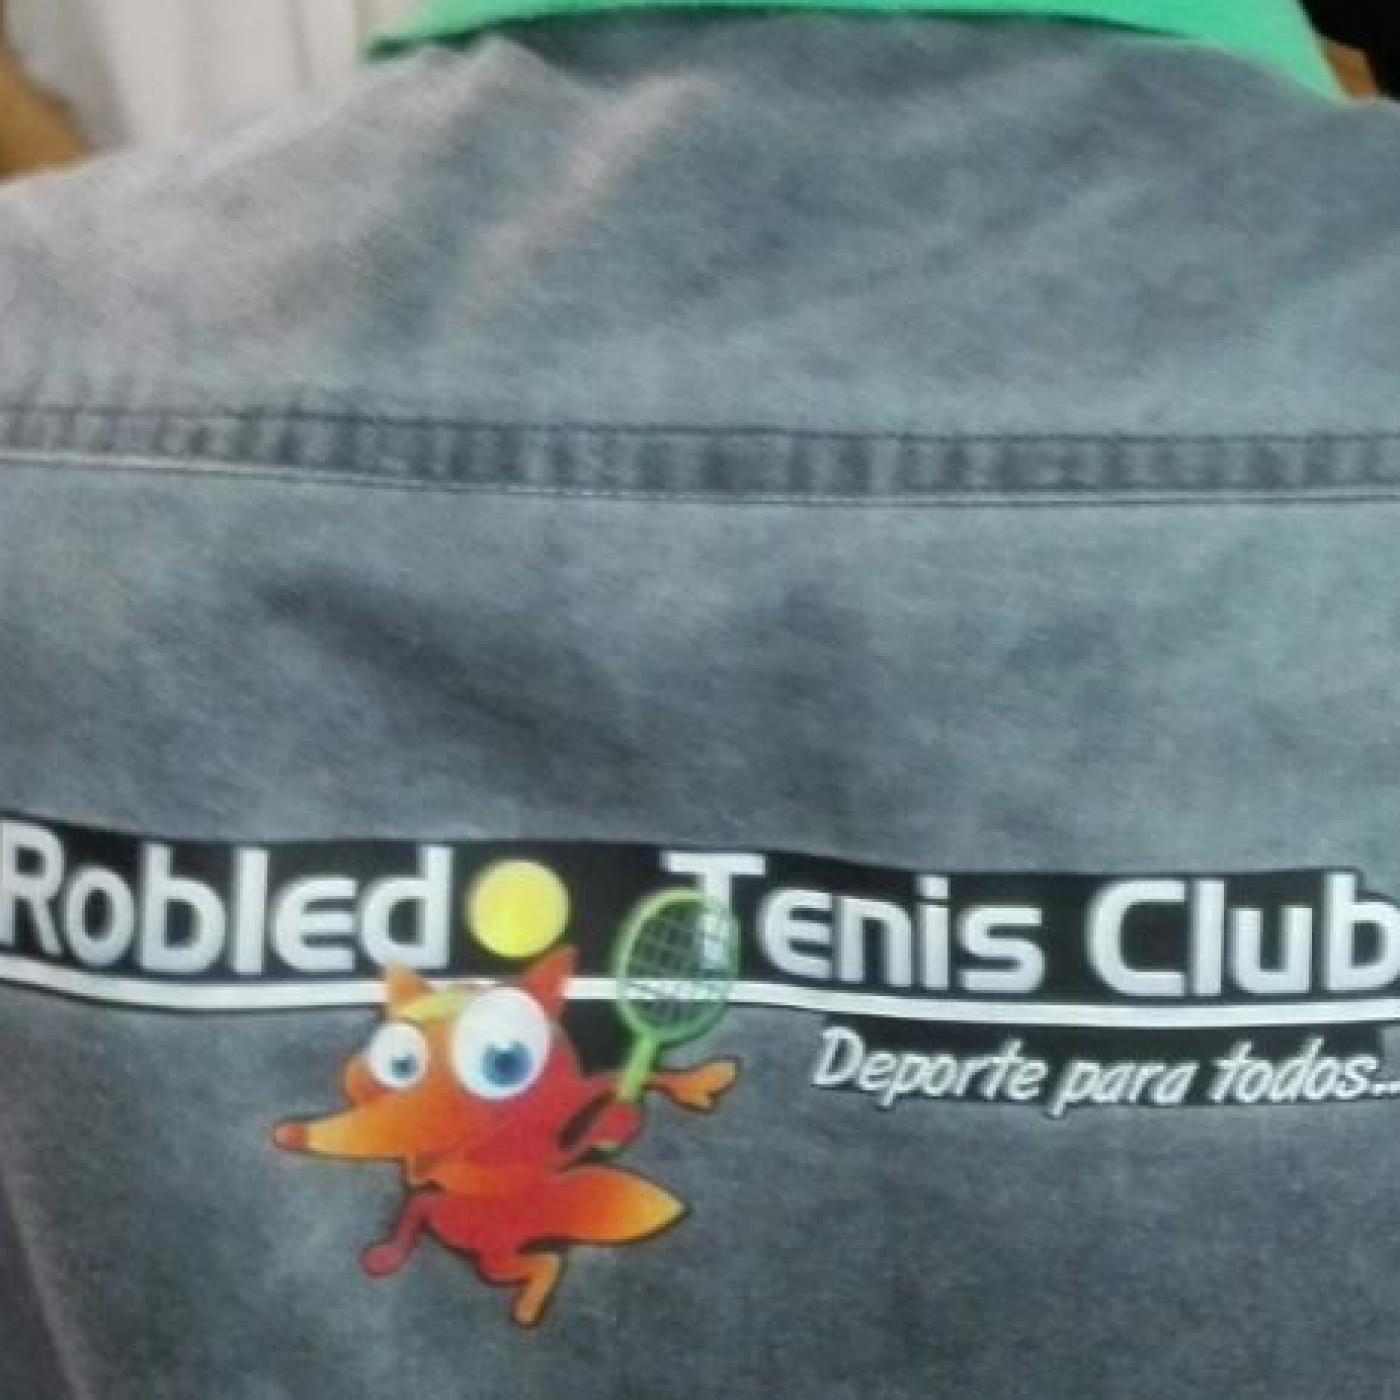 Robledo Tenis Club
Deporte para todos...